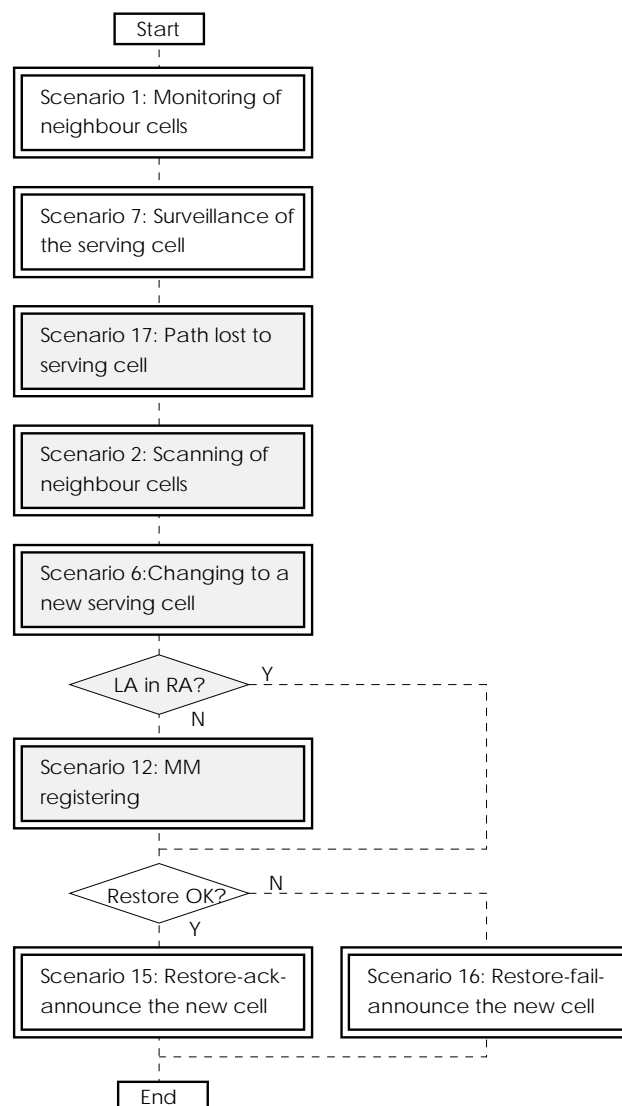 Start
Scenario 1: Monitoring of
neighbour cells
Scenario 7: Surveillance of
the serving cell
Scenario 17: Path lost to
serving cell
Scenario 2: Scanning of
neighbour cells
Scenario 6:Changing to a
new serving cell
LA in RA?
Y
N
Scenario 12: MM
registering
Restore OK?
N
Y
Scenario 15: Restore-ack-
announce the new cell
Scenario 16: Restore-fail-
announce the new cell
End